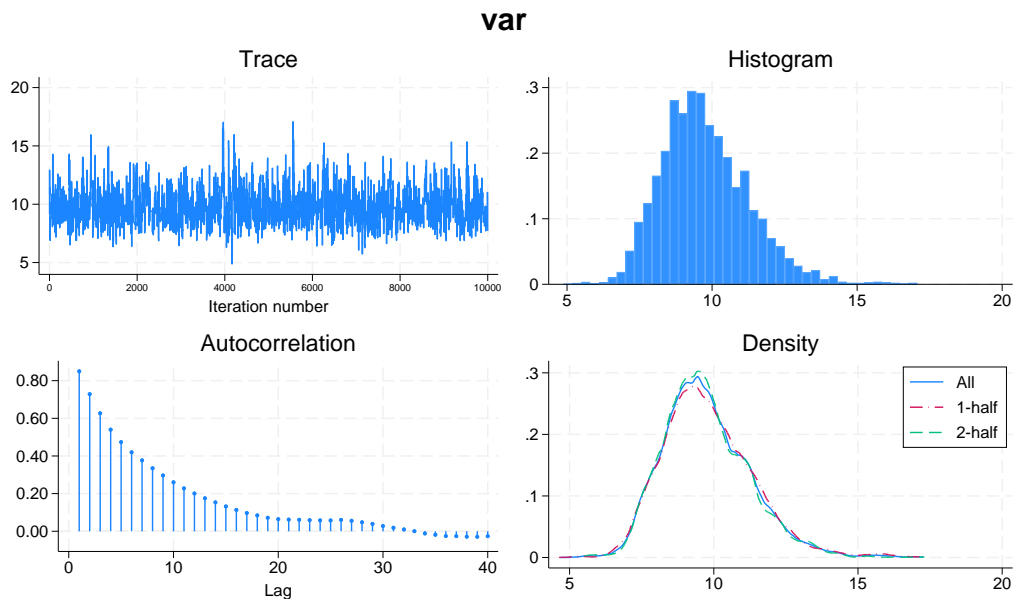 var
Trace
20
15
10
5
0 2000 4000 6000 8000 10000
Iteration number
Histogram
.3
.2
.1
0
5 10 15 20
Autocorrelation
0.80
0.60
0.40
0.20
0.00
0 10 20 30 40
Lag
Density
.3
.2
.1
0
5 10 15 20
All
1-half
2-half